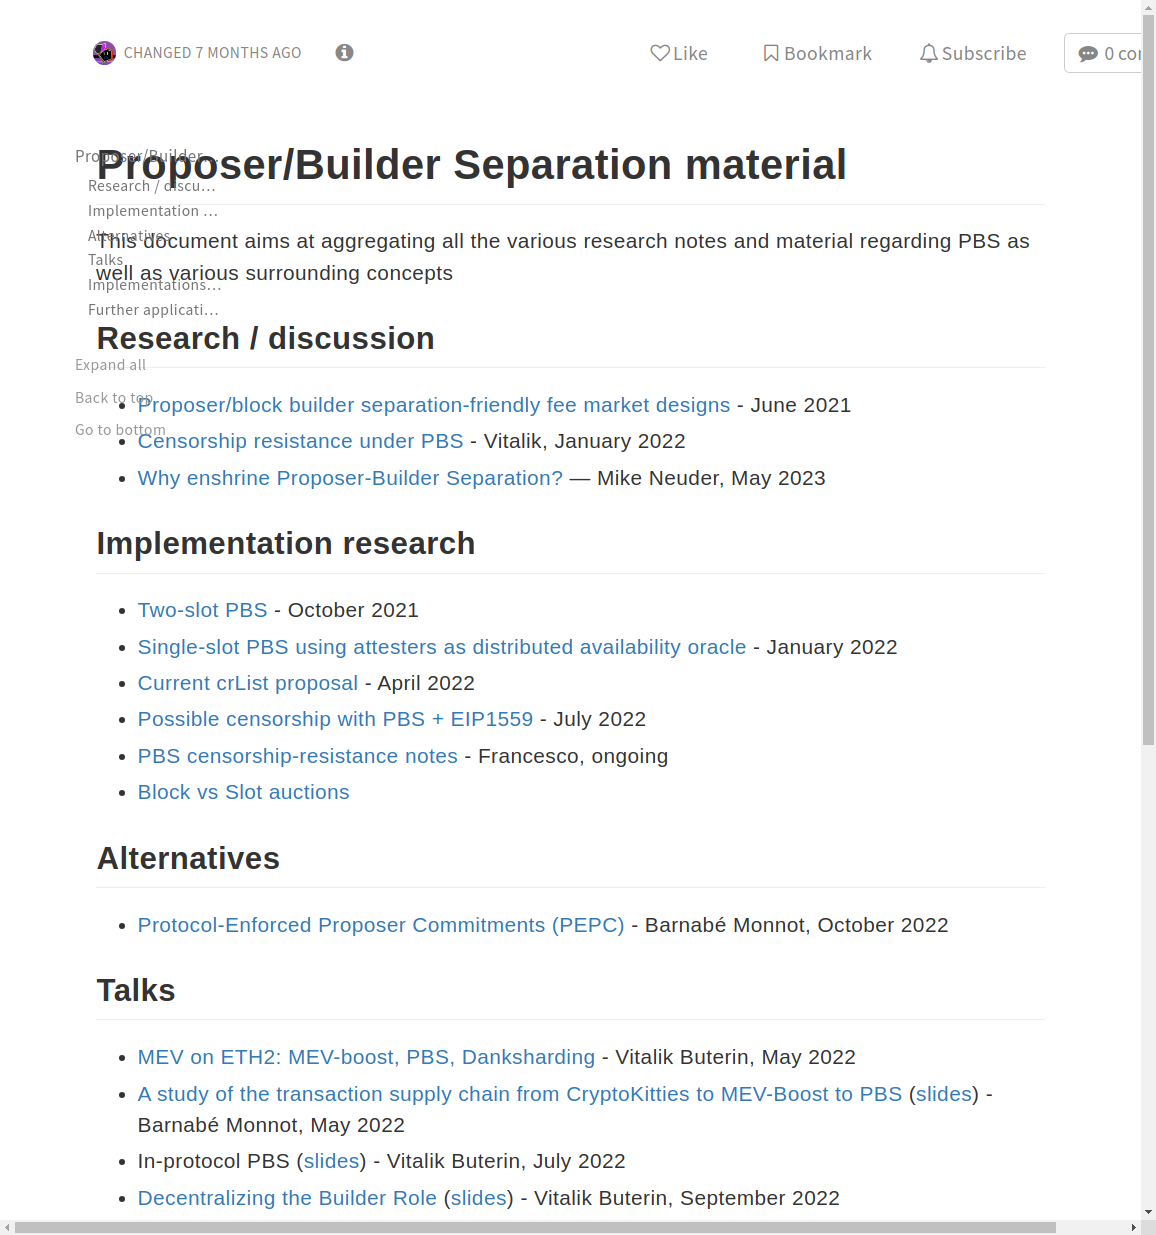 CHANGED 7 MONTHS AGO
Like
Bookmark
Subscribe
0 co
Proposer/Builder…
Research / discu…
Implementation …
Alternatives
Talks
Implementations…
Further applicati…
Expand all
Back to top
Go to bottom
Proposer/Builder Separation material
This document aims at aggregating all the various research notes and material regarding PBS as
well as various surrounding concepts
Research / discussion
• Proposer/block builder separation-friendly fee market designs - June 2021
• Censorship resistance under PBS - Vitalik, January 2022
• Why enshrine Proposer-Builder Separation? — Mike Neuder, May 2023
Implementation research
• Two-slot PBS - October 2021
• Single-slot PBS using attesters as distributed availability oracle - January 2022
• Current crList proposal - April 2022
• Possible censorship with PBS + EIP1559 - July 2022
• PBS censorship-resistance notes - Francesco, ongoing
• Block vs Slot auctions
Alternatives
• Protocol-Enforced Proposer Commitments (PEPC) - Barnabé Monnot, October 2022
Talks
• MEV on ETH2: MEV-boost, PBS, Danksharding - Vitalik Buterin, May 2022
• A study of the transaction supply chain from CryptoKitties to MEV-Boost to PBS (slides) -
Barnabé Monnot, May 2022
• In-protocol PBS (slides) - Vitalik Buterin, July 2022
• Decentralizing the Builder Role (slides) - Vitalik Buterin, September 2022